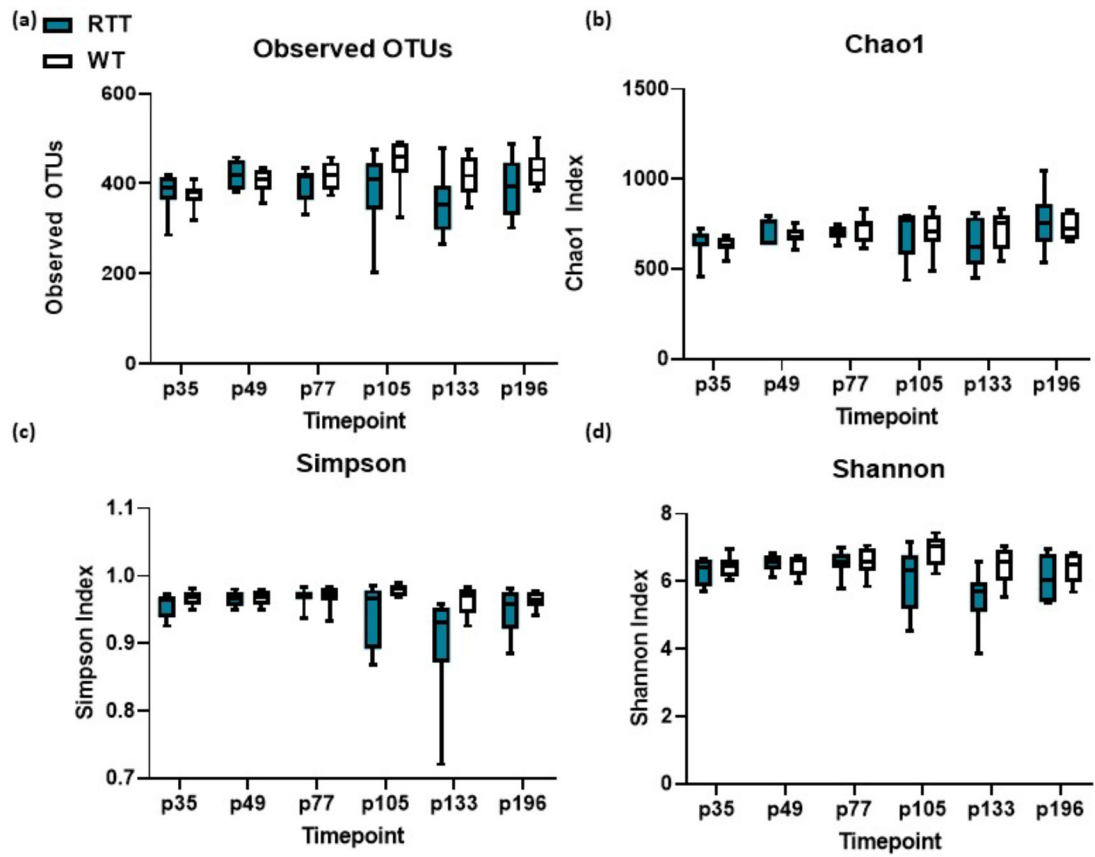 (a)
RTT
WT
Observed OTUs
600
400
200
0
Observed OTUs
p35 p49 p77 p105 p133 p196
Timepoint
(b)
Chao1
1500
1000
500
0
Chao1 Index
p35 p49 p77 p105 p133 p196
Timepoint
(c)
Simpson
1.1
1.0
0.9
0.8
0.7
Simpson Index
p35 p49 p77 p105 p133 p196
Timepoint
(d)
Shannon
8
6
4
2
0
Shannon Index
p35 p49 p77 p105 p133 p196
Timepoint